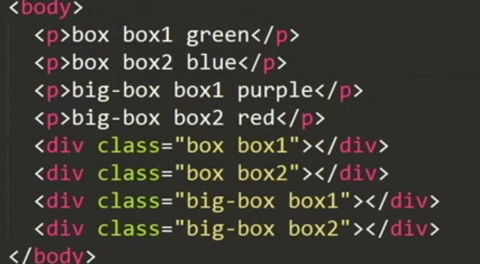 <body>
<p>box box1 green</p>
<p>box box2 blue</p>
<p>big-box box1 purple</p>
<p>big-box box2 red</p>
<div class="box box1"></div>
<div class="box box2"></div>
<div class="big-box box1"></div>
<div class="big-box box2"></div>
</body>